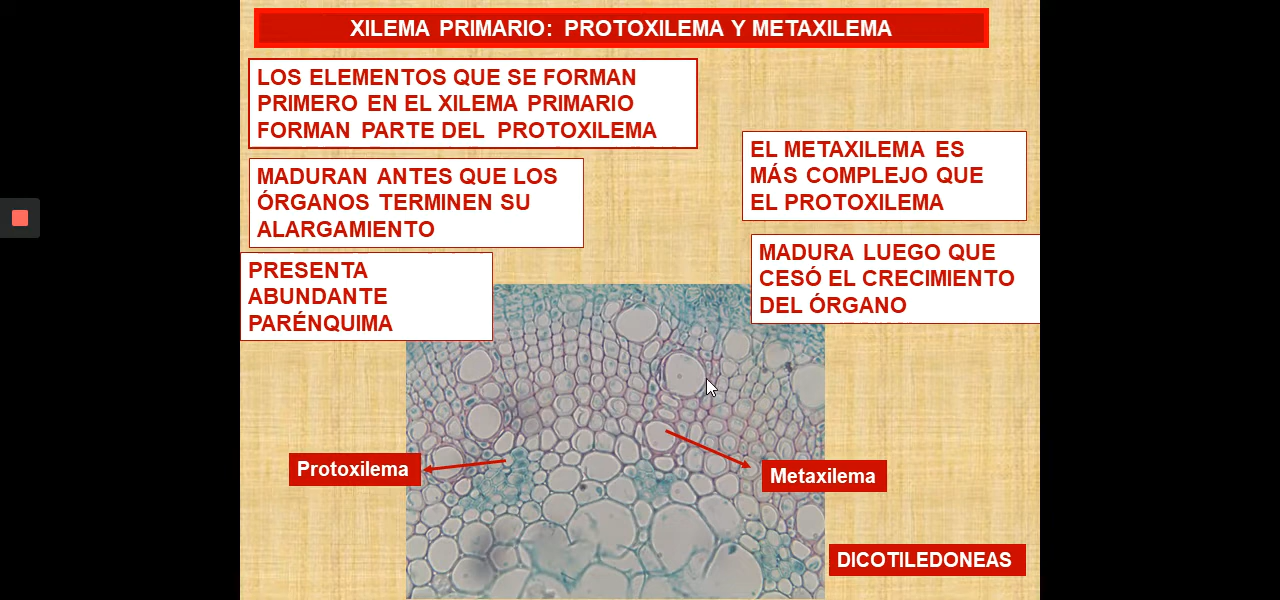 XILEMA PRIMARIO: PROTOXILEMA Y METAXILEMA
LOS ELEMENTOS QUE SE FORMAN
PRIMERO EN EL XILEMA PRIMARIO
FORMAN PARTE DEL PROTOXILEMA
MADURAN ANTES QUE LOS
ÓRGANOS TERMINEN SU
ALARGAMIENTO
PRESENTA
ABUNDANTE
PARÉNQUIMA
EL METAXILEMA ES
MÁS COMPLEJO QUE
EL PROTOXILEMA
MADURA LUEGO QUE
CESÓ EL CRECIMIENTO
DEL ÓRGANO
Protoxilema
Metaxilema
DICOTILEDONEAS